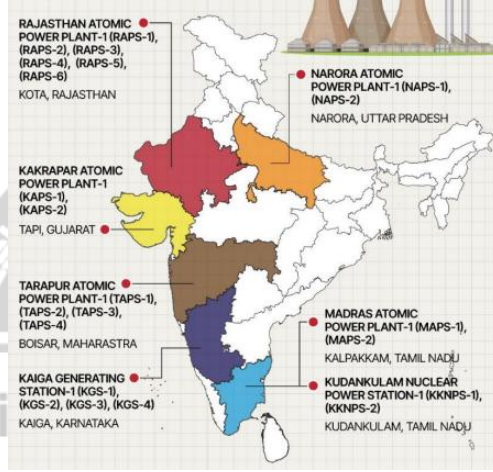 RAJASTHAN ATOMIC
POWER PLANT-1 (RAPS-1),
(RAPS-2), (RAPS-3),
(RAPS-4), (RAPS-5),
(RAPS-6)
KOTA, RAJASTHAN
NARORA ATOMIC
POWER PLANT-1 (NAPS-1),
(NAPS-2)
NARORA, UTTAR PRADESH
KAKRAPAR ATOMIC
POWER PLANT-1
(KAPS-1),
(KAPS-2)
TAPI, GUJARAT
TARAPUR ATOMIC
POWER PLANT-1 (TAPS-1),
(TAPS-2), (TAPS-3),
(TAPS-4)
BOISAR, MAHARASTRA
MADRAS ATOMIC
POWER PLANT-1 (MAPS-1),
(MAPS-2)
KALPAKKAM, TAMIL NADU
KAIGA GENERATING
STATION-1 (KGS-1),
(KGS-2), (KGS-3), (KGS-4)
KAIGA, KARNATAKA
KUDANKULAM NUCLEAR
POWER STATION-1 (KKNPS-1),
(KKNPS-2)
KUDANKULAM, TAMIL NADU